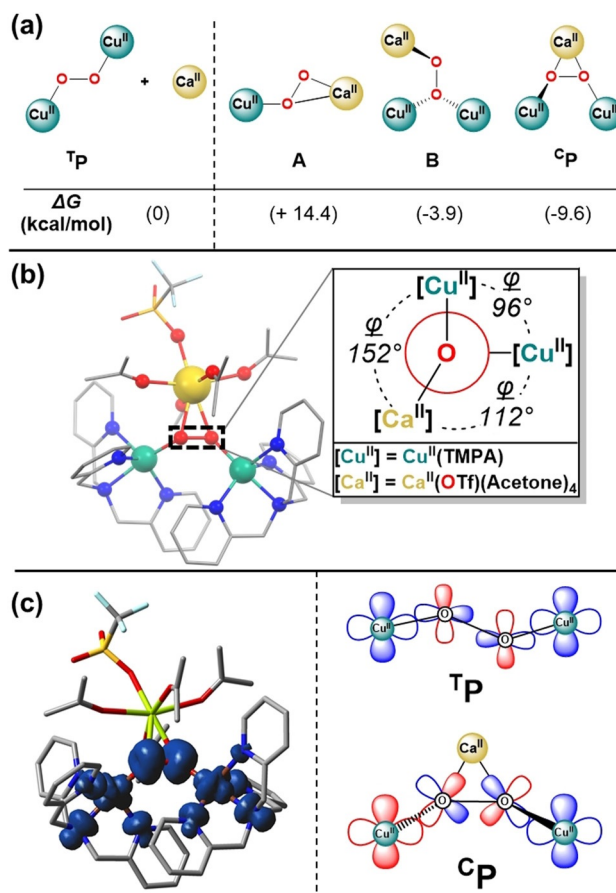 (a)
Cu^II
O O
Cu^II
+
Ca^II
Cu^II O O Ca^II
Ca^II
O
O
Cu^II Cu^II
Ca^II
O O
Cu^II Cu^II
^TP A B ^CP
ΔG
(kcal/mol) (0) (+ 14.4) (-3.9) (-9.6)
(b)
[Cu^II]
φ
96°
φ
152°
O
[Cu^II]
φ
112°
[Ca^II]
[Cu^II] = Cu^II(TMPA)
[Ca^II] = Ca^II(OTf)(Acetone)₄
(c)
Cu^II O O Cu^II
^TP
Ca^II
O O
Cu^II Cu^II
^CP